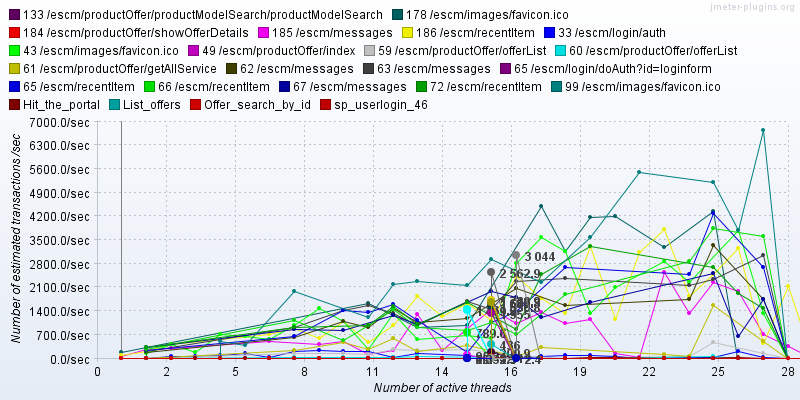 jmeter-plugins.org
133 /escm/productOffer/productModelSearch/productModelSearch 178 /escm/images/favicon.ico
184 /escm/productOffer/showOfferDetails 185 /escm/messages 186 /escm/recentItem 33 /escm/login/auth
43 /escm/images/favicon.ico 49 /escm/productOffer/index 59 /escm/productOffer/offerList 60 /escm/productOffer/offerList
61 /escm/productOffer/getAllService 62 /escm/messages 63 /escm/messages 65 /escm/login/doAuth?id=loginform
65 /escm/recentItem 66 /escm/recentItem 67 /escm/messages 72 /escm/recentItem 99 /escm/images/favicon.ico
Hit_the_portal List_offers Offer_search_by_id sp_userlogin_46
Number of estimated transactions /sec
7000.0/sec
6300.0/sec
5600.0/sec
4900.0/sec
4200.0/sec
3500.0/sec
2800.0/sec
2100.0/sec
1400.0/sec
700.0/sec
0.0/sec
3 044
2 562.9
0 2 5 8 11 14 16 19 22 25 28
Number of active threads